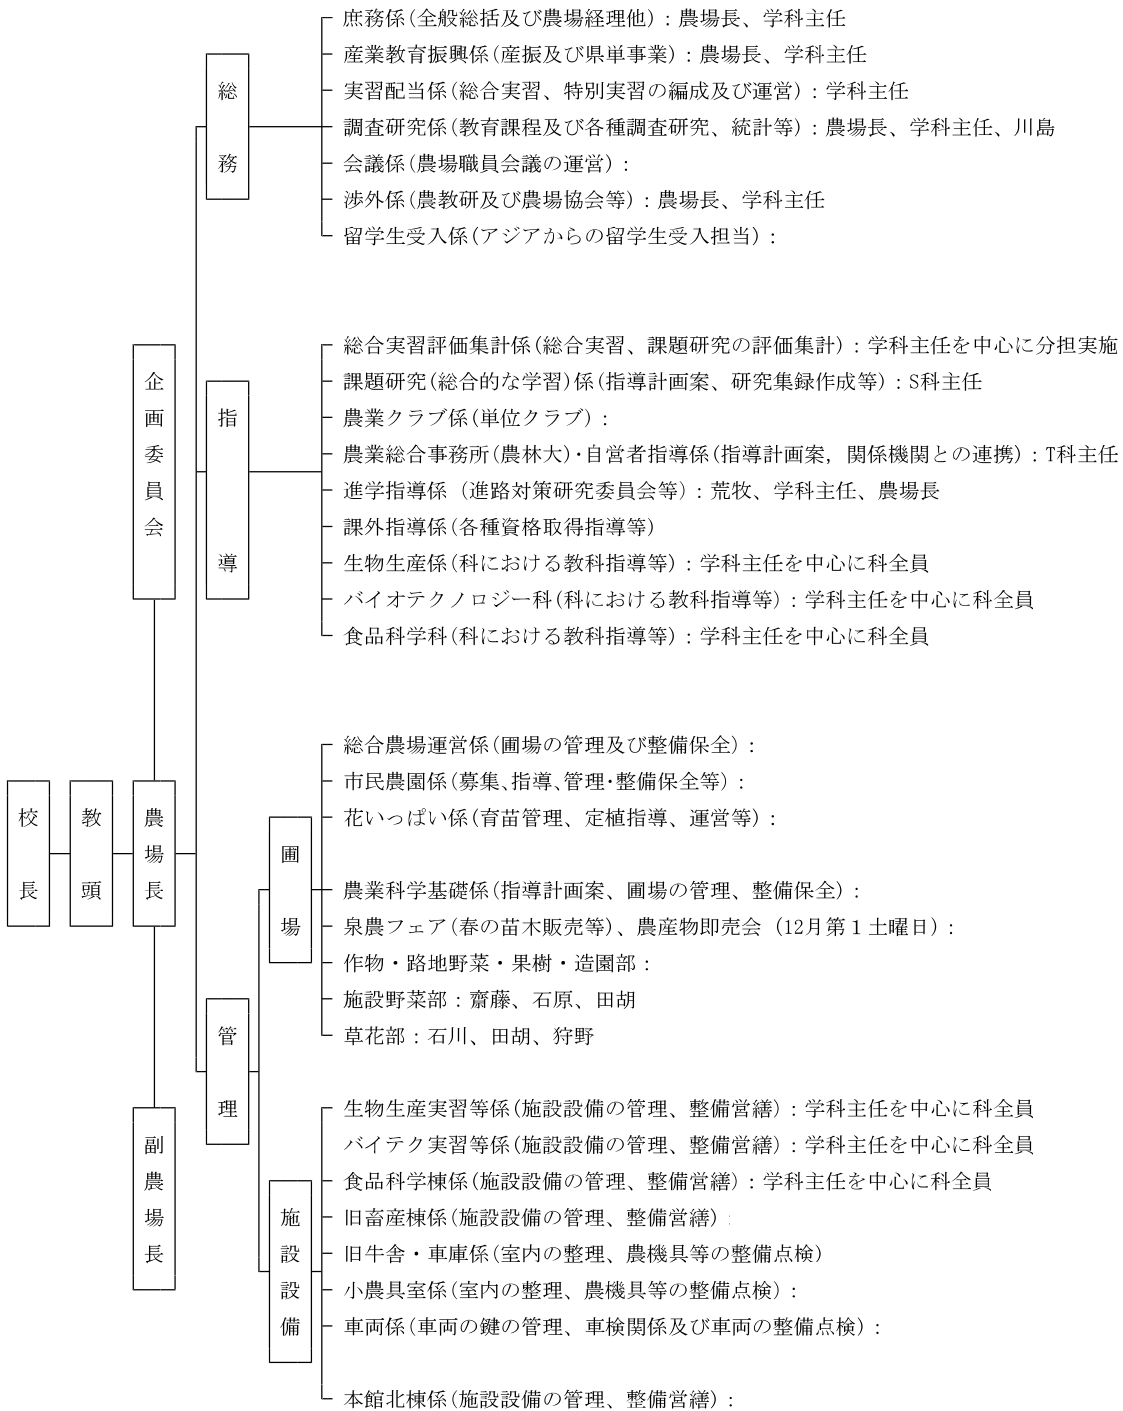 校長
教頭
農場長
企画委員会
副農場長
総務
庶務係(全般総括及び農場経理他)：農場長、学科主任
産業教育振興係(産振及び県単事業)：農場長、学科主任
実習配当係(総合実習、特別実習の編成及び運営)：学科主任
調査研究係(教育課程及び各種調査研究、統計等)：農場長、学科主任、川島
会議係(農場職員会議の運営)：
渉外係(農教研及び農場協会等)：農場長、学科主任
留学生受入係(アジアからの留学生受入担当)：
指導
総合実習評価集計係(総合実習、課題研究の評価集計)：学科主任を中心に分担実施
課題研究(総合的な学習)係(指導計画案、研究集録作成等)：S科主任
農業クラブ係(単位クラブ)：
農業総合事務所(農林大)･自営者指導係(指導計画案，関係機関との連携)：T科主任
進学指導係（進路対策研究委員会等)：荒牧、学科主任、農場長
課外指導係(各種資格取得指導等)
生物生産係(科における教科指導等)：学科主任を中心に科全員
バイオテクノロジー科(科における教科指導等)：学科主任を中心に科全員
食品科学科(科における教科指導等)：学科主任を中心に科全員
管理
圃場
総合農場運営係(圃場の管理及び整備保全)：
市民農園係(募集､指導､管理･整備保全等)：
花いっぱい係(育苗管理、定植指導、運営等)：
農業科学基礎係(指導計画案、圃場の管理、整備保全)：
泉農フェア(春の苗木販売等)、農産物即売会（12月第１土曜日)：
作物・路地野菜・果樹・造園部：
施設野菜部：齋藤、石原、田胡
草花部：石川、田胡、狩野
施設設備
生物生産実習等係(施設設備の管理、整備営繕)：学科主任を中心に科全員
バイテク実習等係(施設設備の管理、整備営繕)：学科主任を中心に科全員
食品科学棟係(施設設備の管理、整備営繕)：学科主任を中心に科全員
旧畜産棟係(施設設備の管理、整備営繕)：
旧牛舎・車庫係(室内の整理、農機具等の整備点検)
小農具室係(室内の整理、農機具等の整備点検)：
車両係(車両の鍵の管理、車検関係及び車両の整備点検)：
本館北棟係(施設設備の管理、整備営繕)：